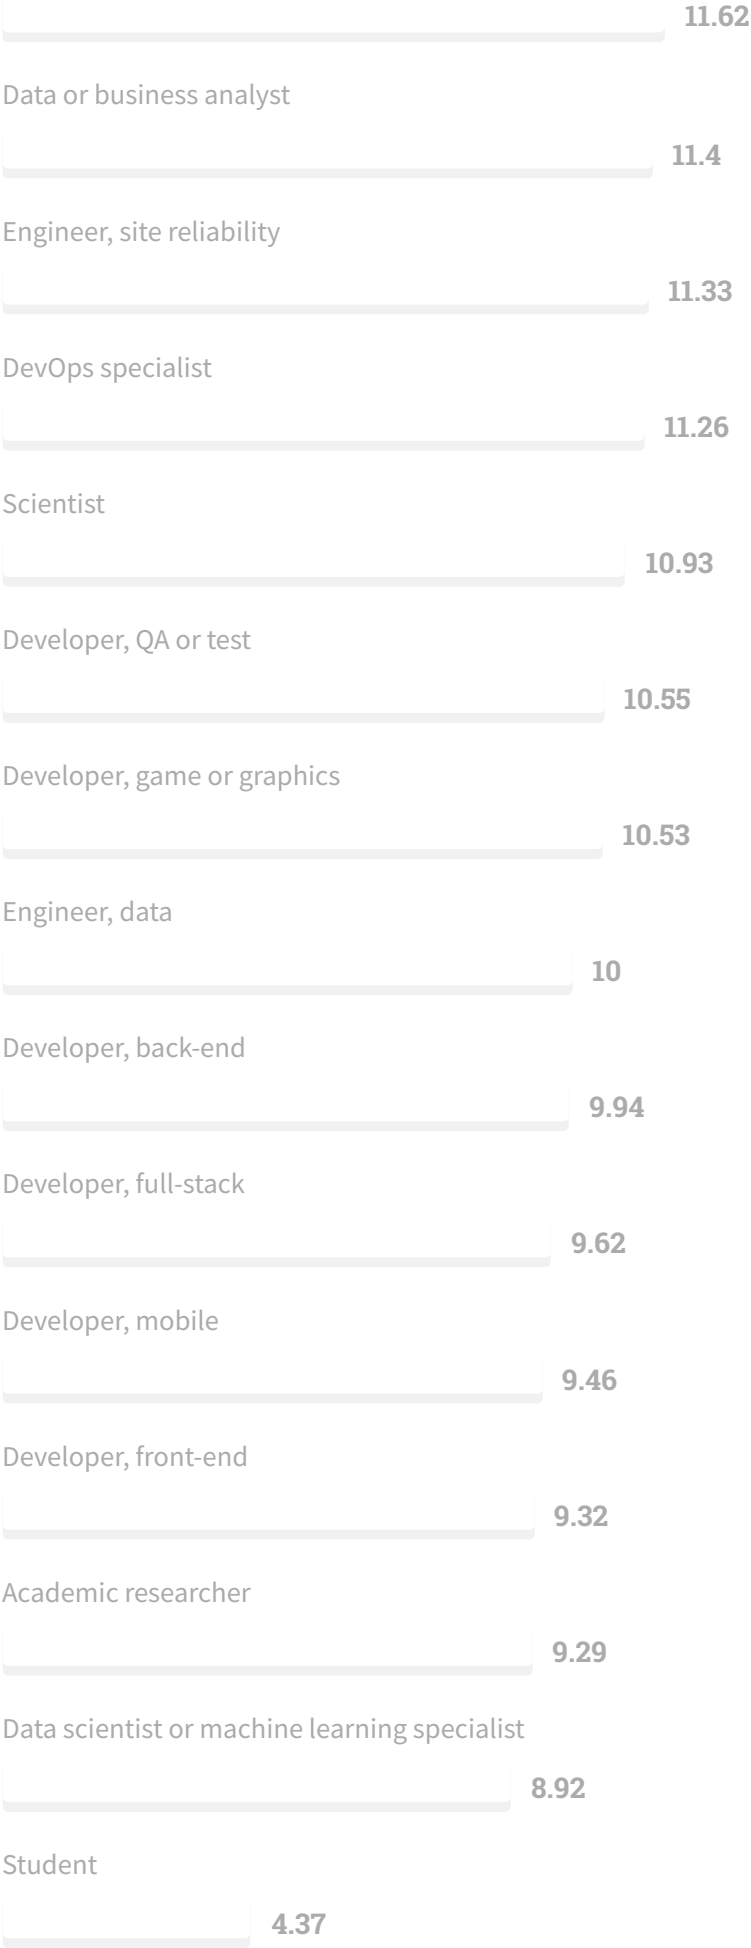 11.62
Data or business analyst
11.4
Engineer, site reliability
11.33
DevOps specialist
11.26
Scientist
10.93
Developer, QA or test
10.55
Developer, game or graphics
10.53
Engineer, data
10
Developer, back-end
9.94
Developer, full-stack
9.62
Developer, mobile
9.46
Developer, front-end
9.32
Academic researcher
9.29
Data scientist or machine learning specialist
8.92
Student
4.37